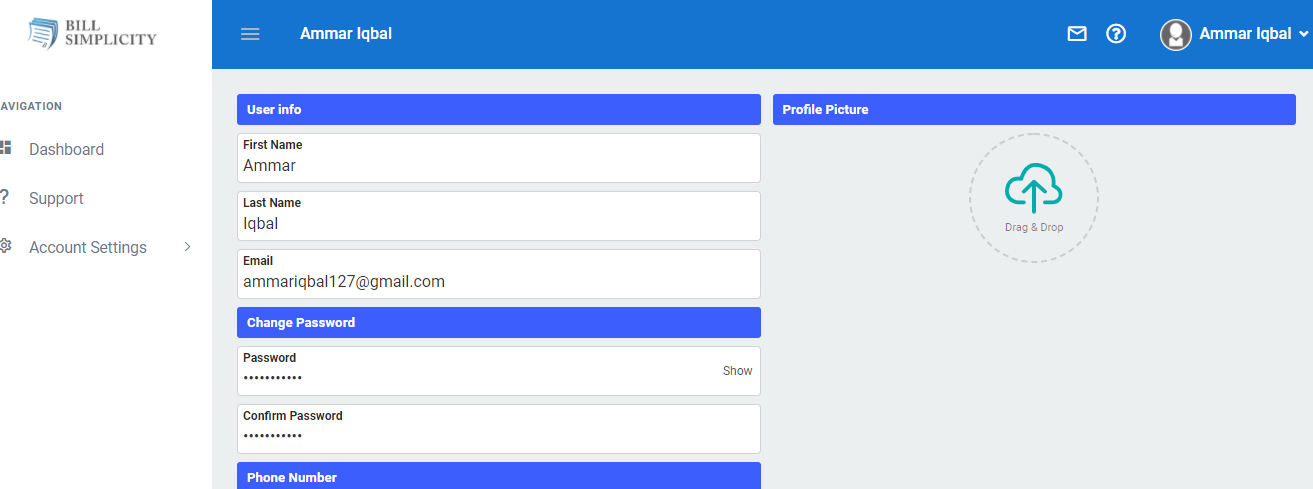 BILL
SIMPLICITY
Ammar Iqbal
Ammar Iqbal
AVIGATION
Dashboard
Support
Account Settings
User info
First Name
Ammar
Last Name
Iqbal
Email
ammariqbal127@gmail.com
Change Password
Password
•••••••••••
Show
Confirm Password
•••••••••••
Phone Number
Profile Picture
Drag & Drop